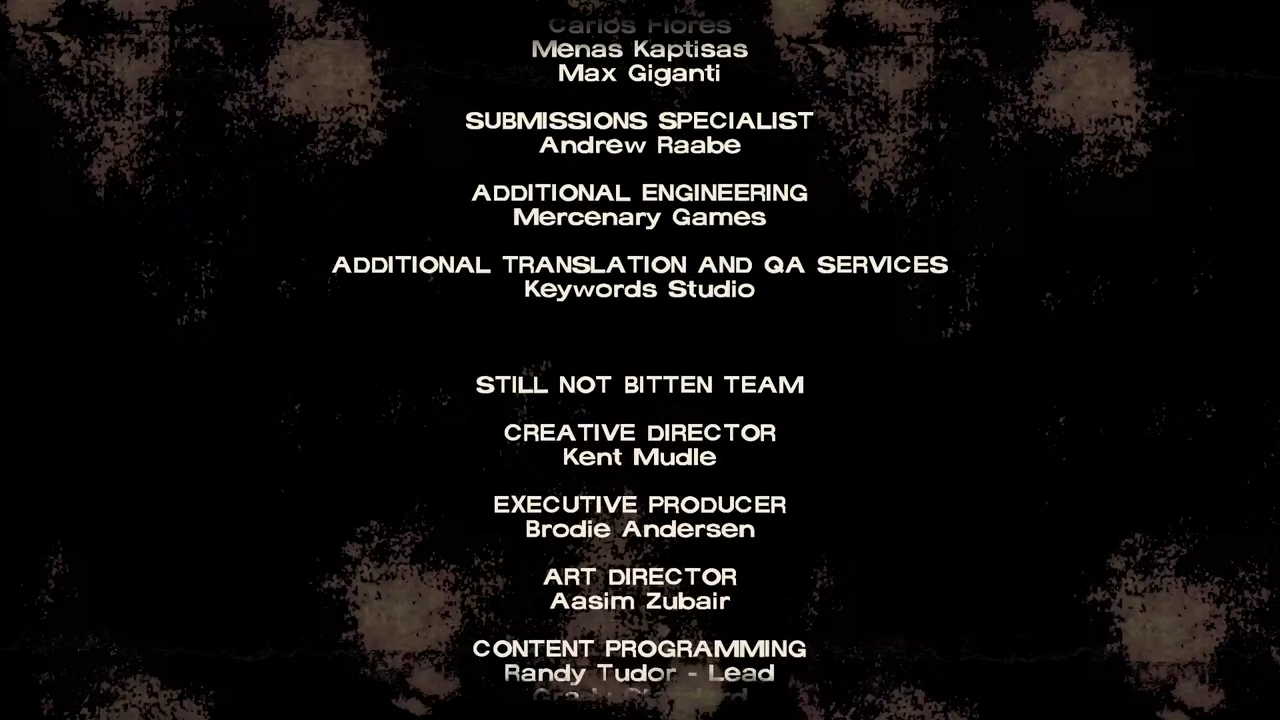 Carlos Flores
Menas Kaptisas
Max Giganti
SUBMISSIONS SPECIALIST
Andrew Raabe
ADDITIONAL ENGINEERING
Mercenary Games
ADDITIONAL TRANSLATION AND QA SERVICES
Keywords Studio
STILL NOT BITTEN TEAM
CREATIVE DIRECTOR
Kent Mudle
EXECUTIVE PRODUCER
Brodie Andersen
ART DIRECTOR
Aasim Zubair
CONTENT PROGRAMMING
Randy Tudor - Lead